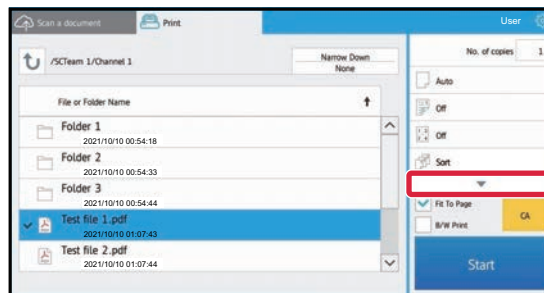 Scan a document
Print
User
/SCTeam 1/Channel 1
Narrow Down
None
File or Folder Name
Folder 1
2021/10/10 00:54:18
Folder 2
2021/10/10 00:54:33
Folder 3
2021/10/10 00:54:44
Test file 1.pdf
2021/10/10 01:07:43
Test file 2.pdf
2021/10/10 01:07:44
No. of copies
1
Auto
Off
Off
Sort
Fit To Page
B/W Print
CA
Start